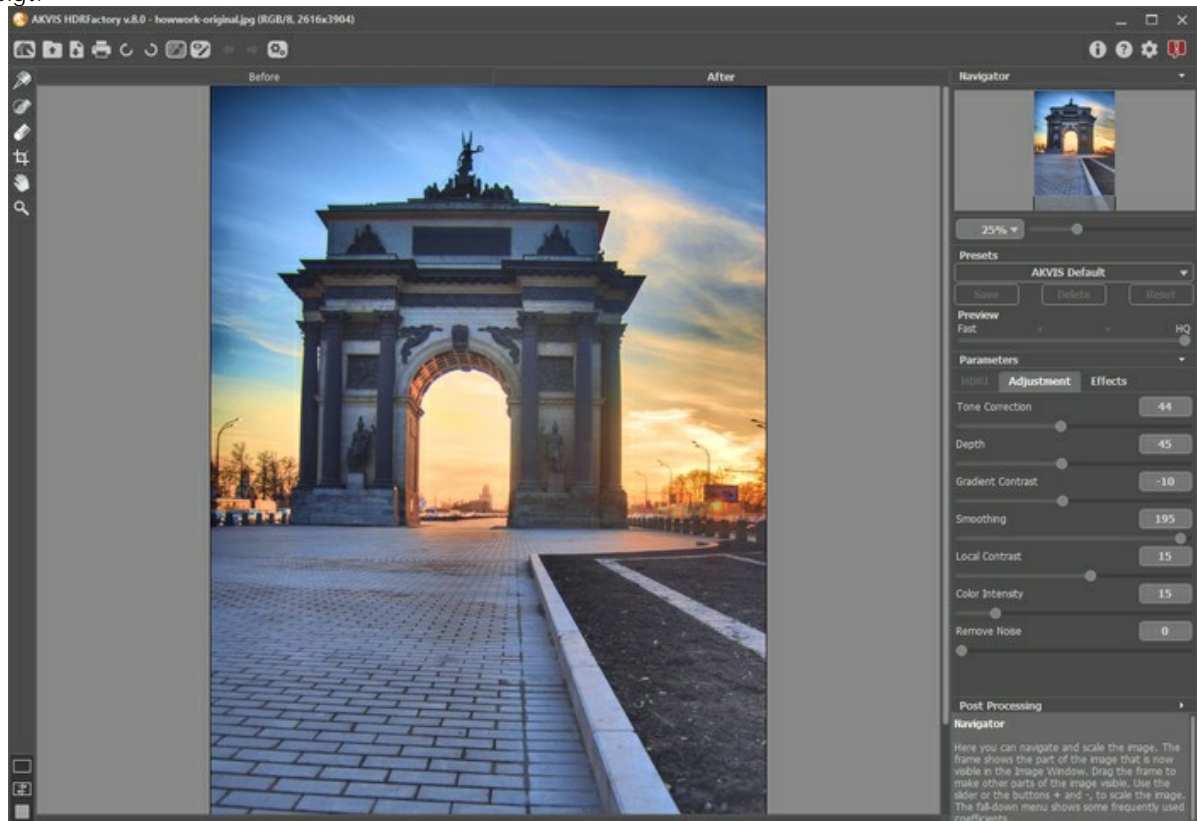 AKVIS HDRFactory v.8.0 - howwork-original.jpg (RGB/8, 2616x3904)
Before
After
Navigator
25%
Presets
AKVIS Default
Save Delete Reset
Preview
Fast HQ
Parameters
HDRI Adjustment Effects
Tone Correction 44
Depth 45
Gradient Contrast -10
Smoothing 195
Local Contrast 15
Color Intensity 15
Remove Noise 0
Post Processing
Navigator
Here you can navigate and scale the image. The
frame shows the part of the image that is now
visible in the Image Window. Drag the frame to
make other parts of the image visible. Use the
slider or the buttons + and -, to scale the image.
The fall-down menu shows some frequently used
coefficients.